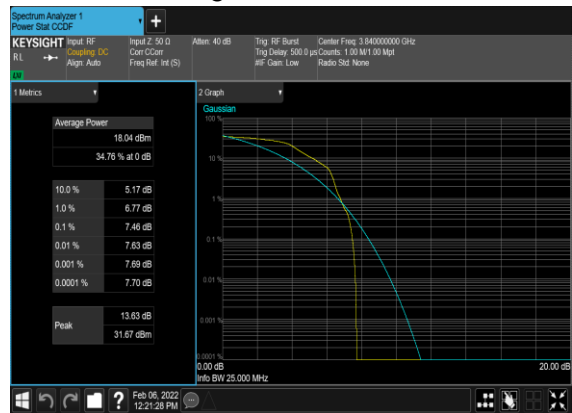 Spectrum Analyzer 1
Power Stat CCDF
+
KEYSIGHT Input: RF Input Z: 50 Ω Atten: 40 dB Trig: RF Burst Center Freq: 3.840000000 GHz
RL Coupling: DC Corr CCorr Trig Delay: 500.0 µs Counts: 1.00 M/1.00 Mpt
Align: Auto Freq Ref: Int (S) #IF Gain: Low Radio Std: None
1 Metrics
2 Graph
Average Power
18.04 dBm
34.76 % at 0 dB
10.0 % 5.17 dB
1.0 % 6.77 dB
0.1 % 7.46 dB
0.01 % 7.63 dB
0.001 % 7.69 dB
0.0001 % 7.70 dB
Peak 13.63 dB
31.67 dBm
Gaussian
100 %
10 %
1 %
0.1 %
0.01 %
0.001 %
0.0001 %
0.00 dB 20.00 dB
Info BW 25.000 MHz
? Feb 06, 2022
12:21:28 PM